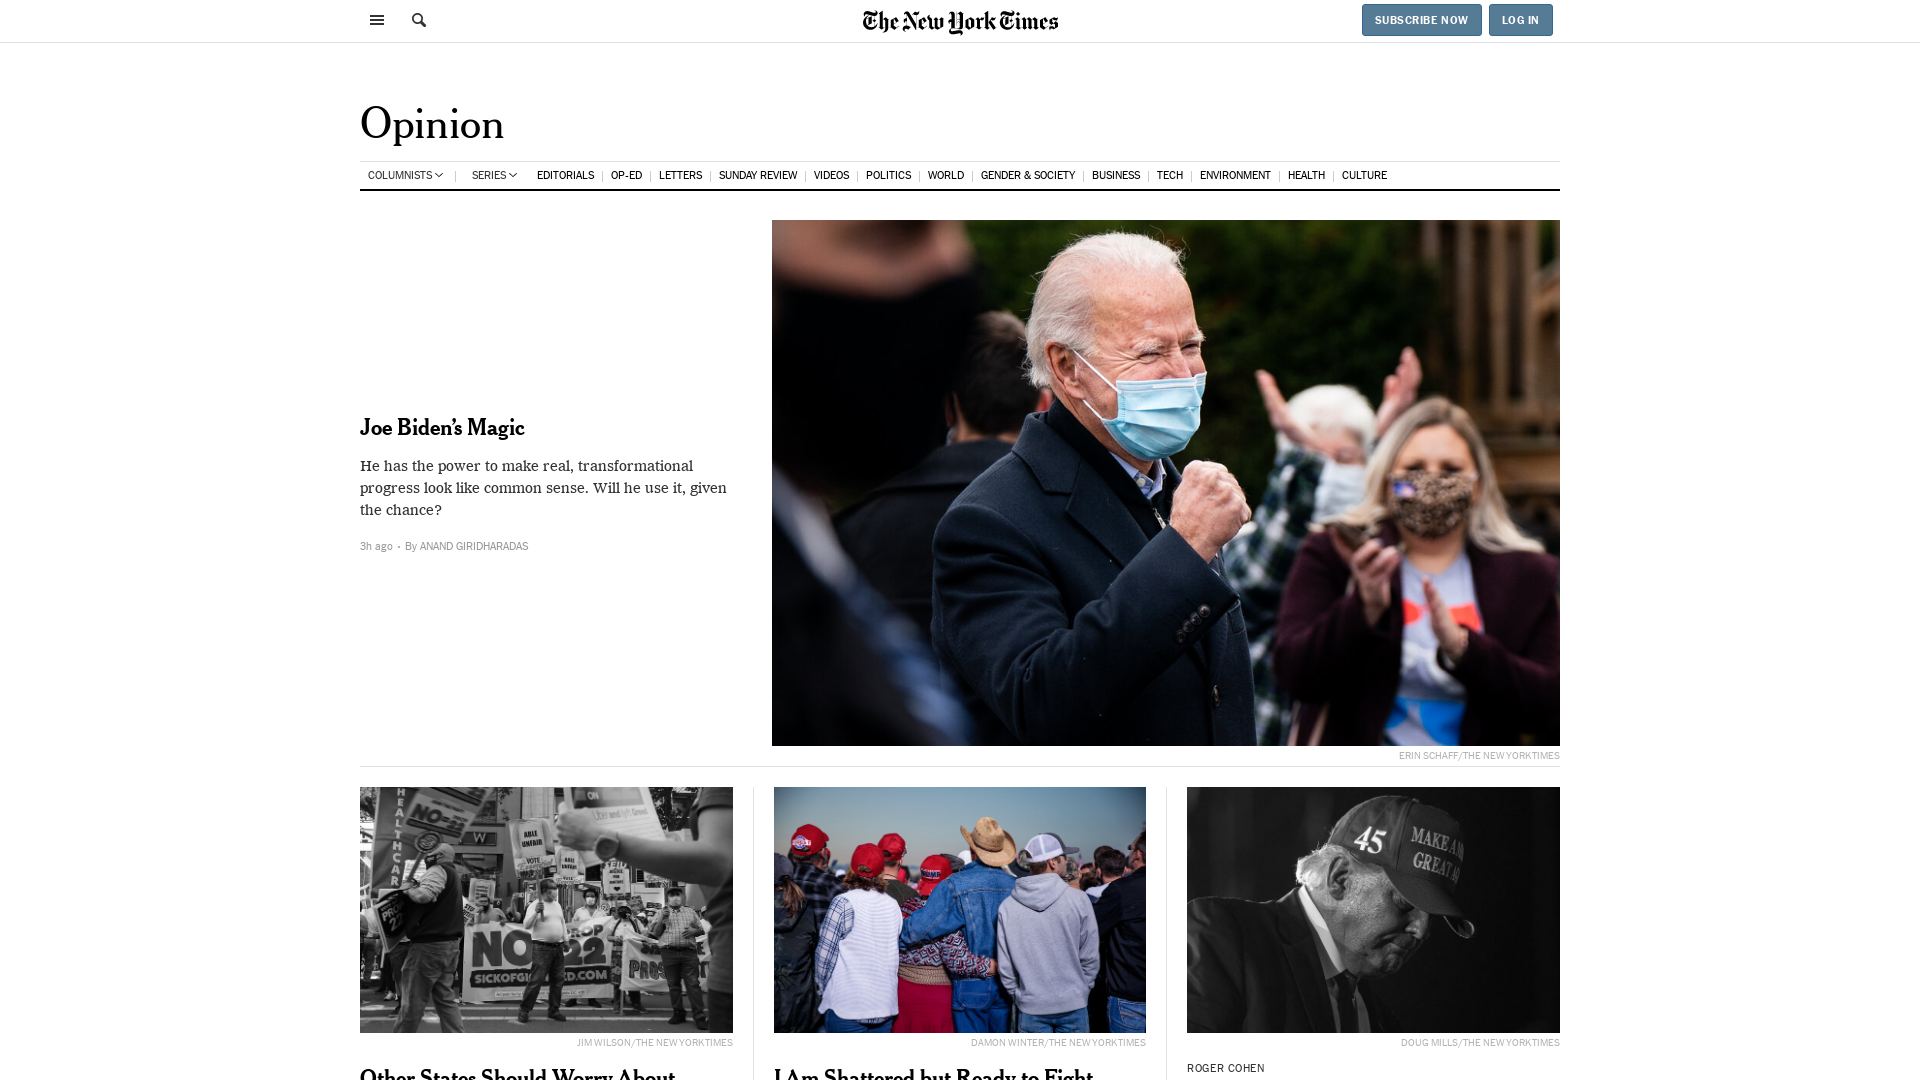 The New York Times
SUBSCRIBE NOW
LOG IN
Opinion
COLUMNISTS
SERIES
EDITORIALS
OP-ED
LETTERS
SUNDAY REVIEW
VIDEOS
POLITICS
WORLD
GENDER & SOCIETY
BUSINESS
TECH
ENVIRONMENT
HEALTH
CULTURE
Joe Biden’s Magic
He has the power to make real, transformational
progress look like common sense. Will he use it, given
the chance?
3h ago • By ANAND GIRIDHARADAS
ERIN SCHAFF/THE NEW YORK TIMES
HEALTHCAR
NO
ON
ABLE
UNFAIR
VOTE
NO 22
SICKOFGI
D.COM
PROS
45
MAKE A
GREAT
JIM WILSON/THE NEW YORK TIMES
DAMON WINTER/THE NEW YORK TIMES
DOUG MILLS/THE NEW YORK TIMES
Other States Should Worry About
I Am Shattered but Ready to Fight
ROGER COHEN